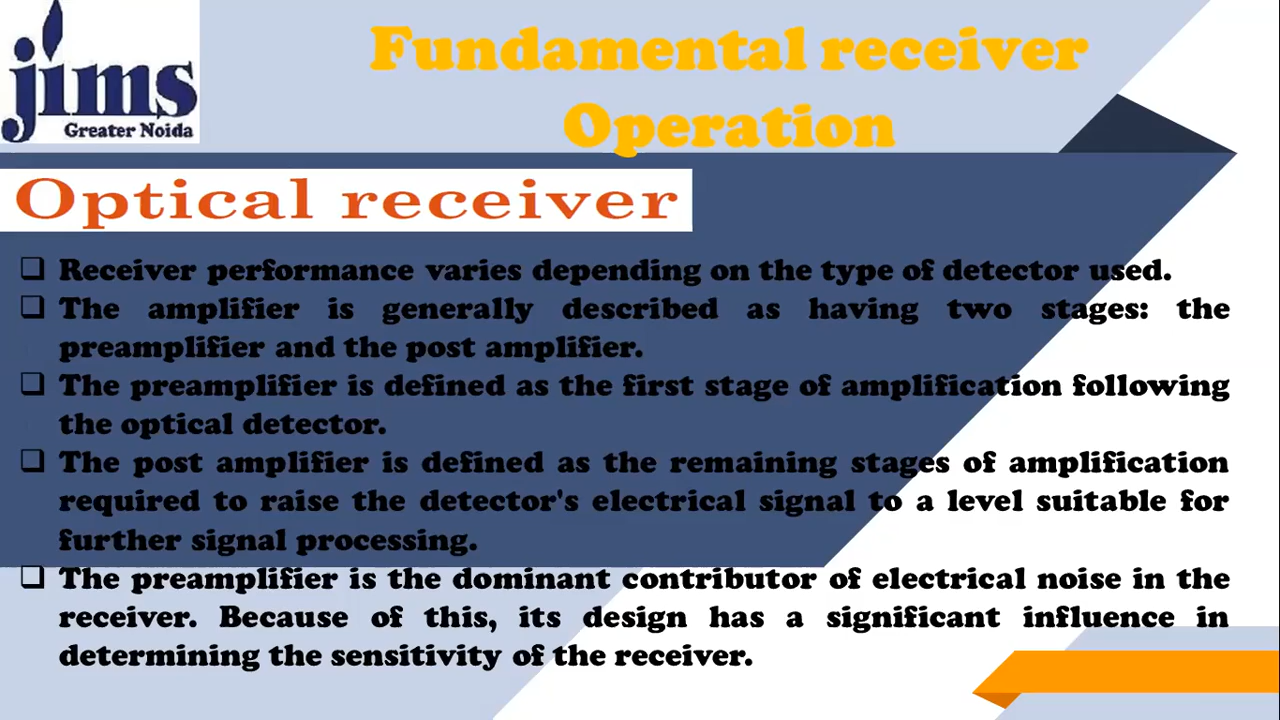 jims
Greater Noida
Fundamental receiver
Operation
Optical receiver
❑ Receiver performance varies depending on the type of detector used.
❑ The amplifier is generally described as having two stages: the
preamplifier and the post amplifier.
❑ The preamplifier is defined as the first stage of amplification following
the optical detector.
❑ The post amplifier is defined as the remaining stages of amplification
required to raise the detector's electrical signal to a level suitable for
further signal processing.
❑ The preamplifier is the dominant contributor of electrical noise in the
receiver. Because of this, its design has a significant influence in
determining the sensitivity of the receiver.